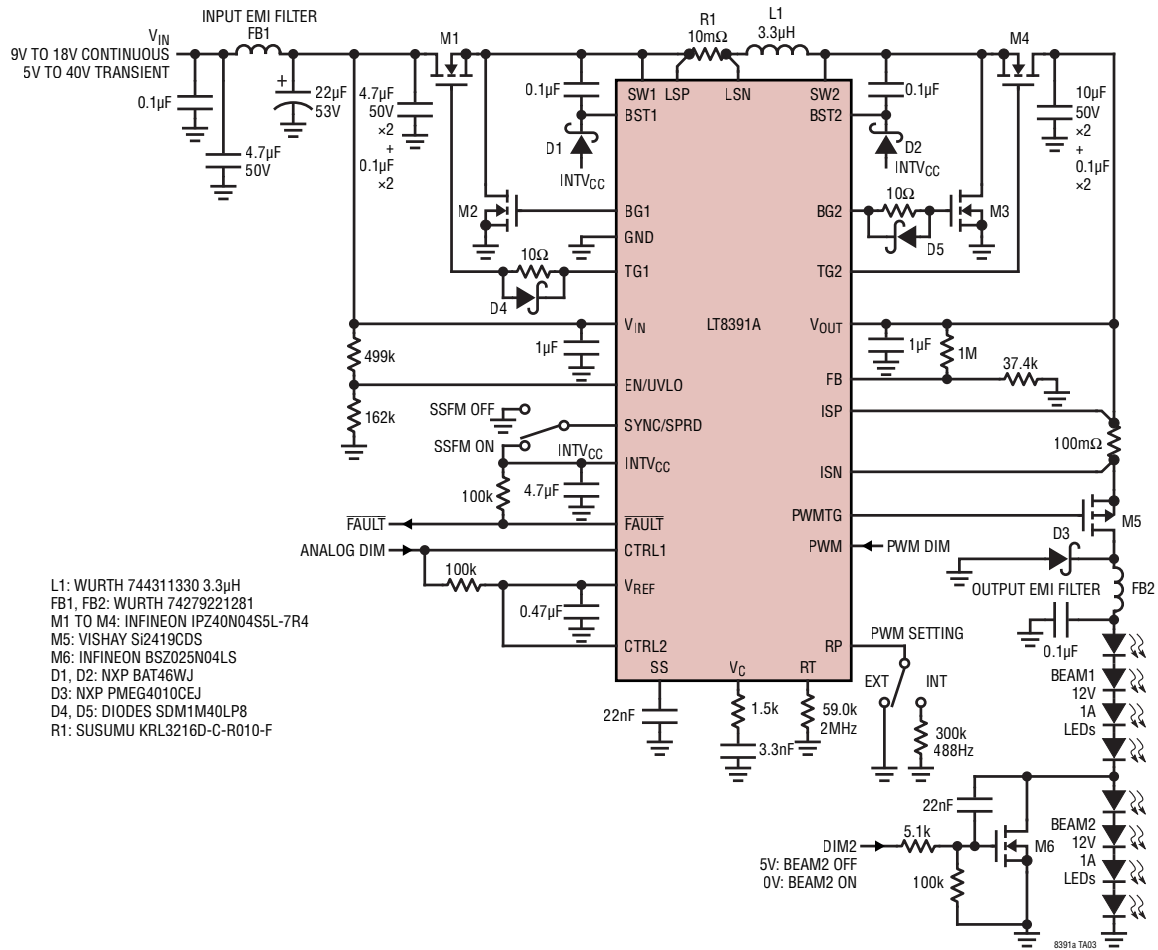 INPUT EMI FILTER
FB1
VIN
9V TO 18V CONTINUOUS
5V TO 40V TRANSIENT
0.1µF
4.7µF
50V
+
22µF
53V
4.7µF
50V
×2
+
0.1µF
×2
M1
R1
10mΩ
L1
3.3µH
M4
0.1µF
SW1
LSP
LSN
SW2
BST1
BST2
0.1µF
10µF
50V
×2
+
0.1µF
×2
D1
INTVCC
D2
INTVCC
M2
BG1
GND
10Ω
TG1
D4
BG2
10Ω
D5
M3
TG2
LT8391A
VIN
1µF
VOUT
1µF
1M
499k
EN/UVLO
FB
37.4k
162k
SSFM OFF
SYNC/SPRD
SSFM ON
INTVCC
INTVCC
100k
4.7µF
ISP
100mΩ
ISN
FAULT
FAULT
PWMTG
M5
ANALOG DIM
CTRL1
PWM
PWM DIM
D3
100k
VREF
0.47µF
CTRL2
OUTPUT EMI FILTER
FB2
0.1µF
RP
PWM SETTING
EXT
INT
300k
488Hz
SS
VC
RT
22nF
1.5k
3.3nF
59.0k
2MHz
BEAM1
12V
1A
LEDs
L1: WURTH 744311330 3.3µH
FB1, FB2: WURTH 74279221281
M1 TO M4: INFINEON IPZ40N04S5L-7R4
M5: VISHAY Si2419CDS
M6: INFINEON BSZ025N04LS
D1, D2: NXP BAT46WJ
D3: NXP PMEG4010CEJ
D4, D5: DIODES SDM1M40LP8
R1: SUSUMU KRL3216D-C-R010-F
22nF
DIM2
5.1k
M6
5V: BEAM2 OFF
0V: BEAM2 ON
100k
BEAM2
12V
1A
LEDs
8391a TA03